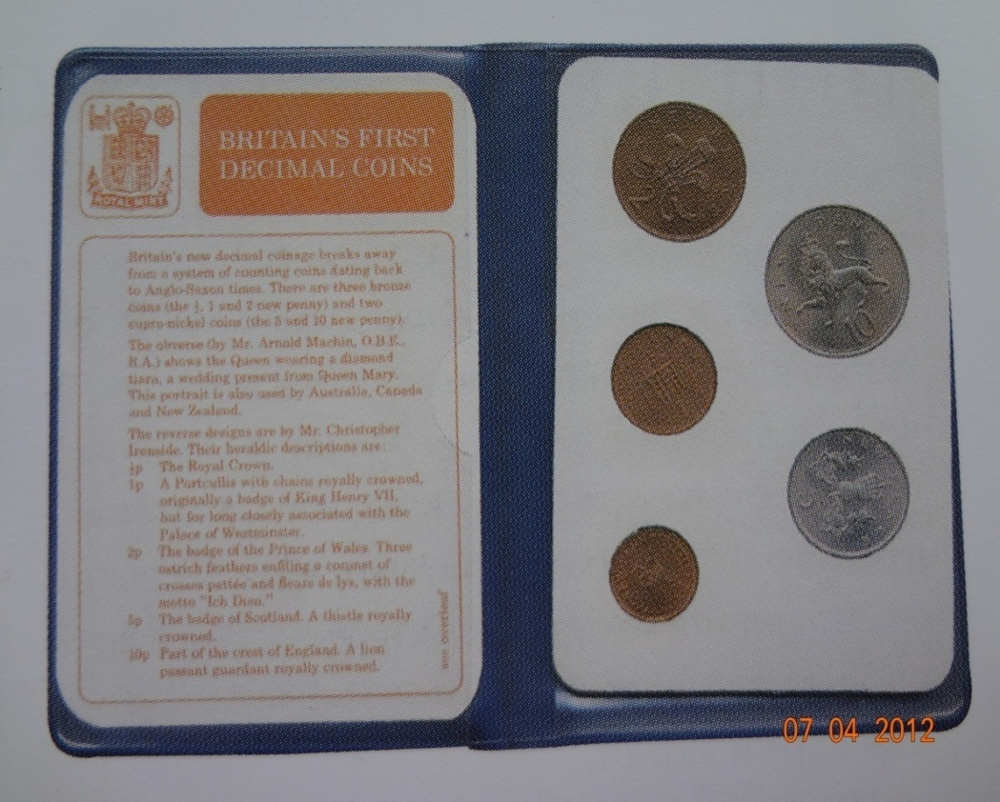 ROYAL MINT
BRITAIN'S FIRST
DECIMAL COINS
Britain's new decimal coinage breaks away
from a system of counting coins dating back
to Anglo-Saxon times. There are three bronze
coins (the ½, 1 and 2 new penny) and two
cupro-nickel coins (the 5 and 10 new penny).
The obverse (by Mr. Arnold Machin, O.B.E.,
R.A.) shows the Queen wearing a diamond
tiara, a wedding present from Queen Mary.
This portrait is also used by Australia, Canada
and New Zealand.
The reverse designs are by Mr. Christopher
Ironside. Their heraldic descriptions are:
½p The Royal Crown.
1p A Portcullis with chains royally crowned,
originally a badge of King Henry VII,
but for long closely associated with the
Palace of Westminster.
2p The badge of the Prince of Wales. Three
ostrich feathers enfiling a coronet of
crosses pattée and fleurs de lys, with the
motto "Ich Dien."
5p The badge of Scotland. A thistle royally
crowned.
10p Part of the crest of England. A lion
passant guardant royally crowned.
see overleaf
2
10
07 04 2012